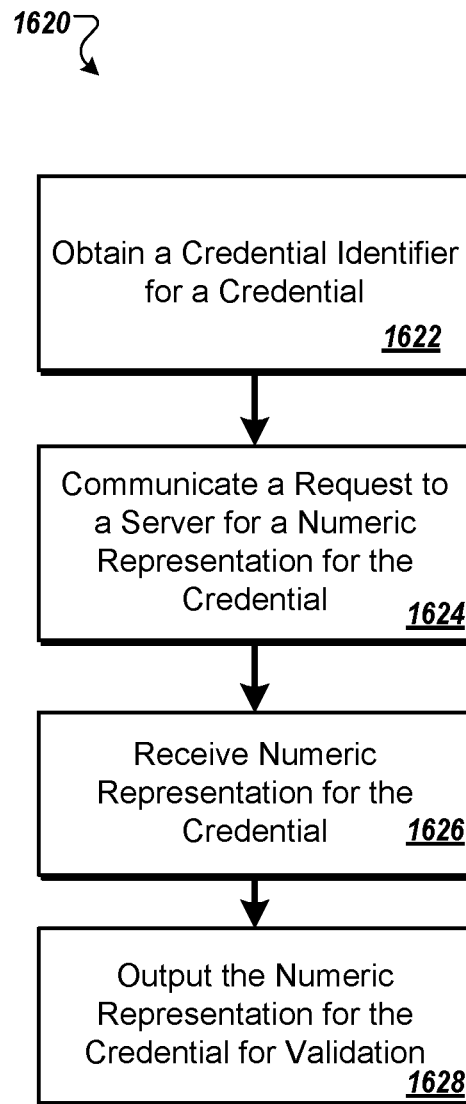 1620
Obtain a Credential Identifier
for a Credential
1622
Communicate a Request to
a Server for a Numeric
Representation for the
Credential
1624
Receive Numeric
Representation for the
Credential
1626
Output the Numeric
Representation for the
Credential for Validation
1628